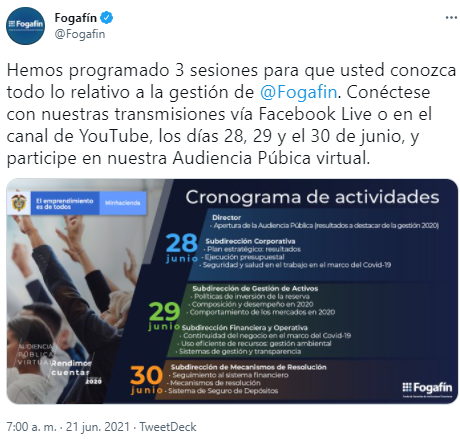 Fogafín
@Fogafin
Hemos programado 3 sesiones para que usted conozca
todo lo relativo a la gestión de @Fogafin. Conéctese
con nuestras transmisiones vía Facebook Live o en el
canal de YouTube, los días 28, 29 y el 30 de junio, y
participe en nuestra Audiencia Púbica virtual.
El emprendimiento
es de todos
Minhacienda
Cronograma de actividades
Director
• Apertura de la Audiencia Pública (resultados a destacar de la gestión 2020)
28
junio
Subdirección Corporativa
• Plan estratégico: resultados
• Ejecución presupuestal
• Seguridad y salud en el trabajo en el marco del Covid-19
29
junio
Subdirección de Gestión de Activos
• Políticas de inversión de la reserva
• Composición y desempeño en 2020
• Comportamiento de los mercados en 2020
Subdirección Financiera y Operativa
• Continuidad del negocio en el marco del Covid-19
• Uso eficiente de recursos: gestión ambiental
• Sistemas de gestión y transparencia
30
junio
Subdirección de Mecanismos de Resolución
• Seguimiento al sistema financiero
• Mecanismos de resolución
• Sistema de Seguro de Depósitos
AUDIENCIA
PÚBLICA
VIRTUAL
Rendimos
cuentas
2020
Fogafín
7:00 a. m. · 21 jun. 2021 · TweetDeck